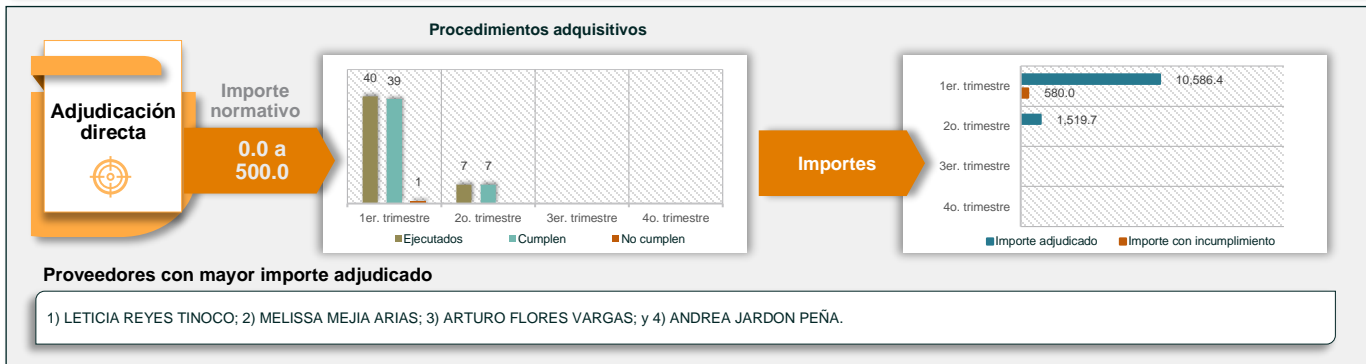 Procedimientos adquisitivos
Adjudicación
directa
Importe
normativo
0.0 a
500.0
40
39
1
7
7
1er. trimestre
2o. trimestre
3er. trimestre
4o. trimestre
Ejecutados
Cumplen
No cumplen
Importes
1er. trimestre
10,586.4
580.0
2o. trimestre
1,519.7
3er. trimestre
4o. trimestre
Importe adjudicado
Importe con incumplimiento
Proveedores con mayor importe adjudicado
1) LETICIA REYES TINOCO; 2) MELISSA MEJIA ARIAS; 3) ARTURO FLORES VARGAS; y 4) ANDREA JARDON PEÑA.